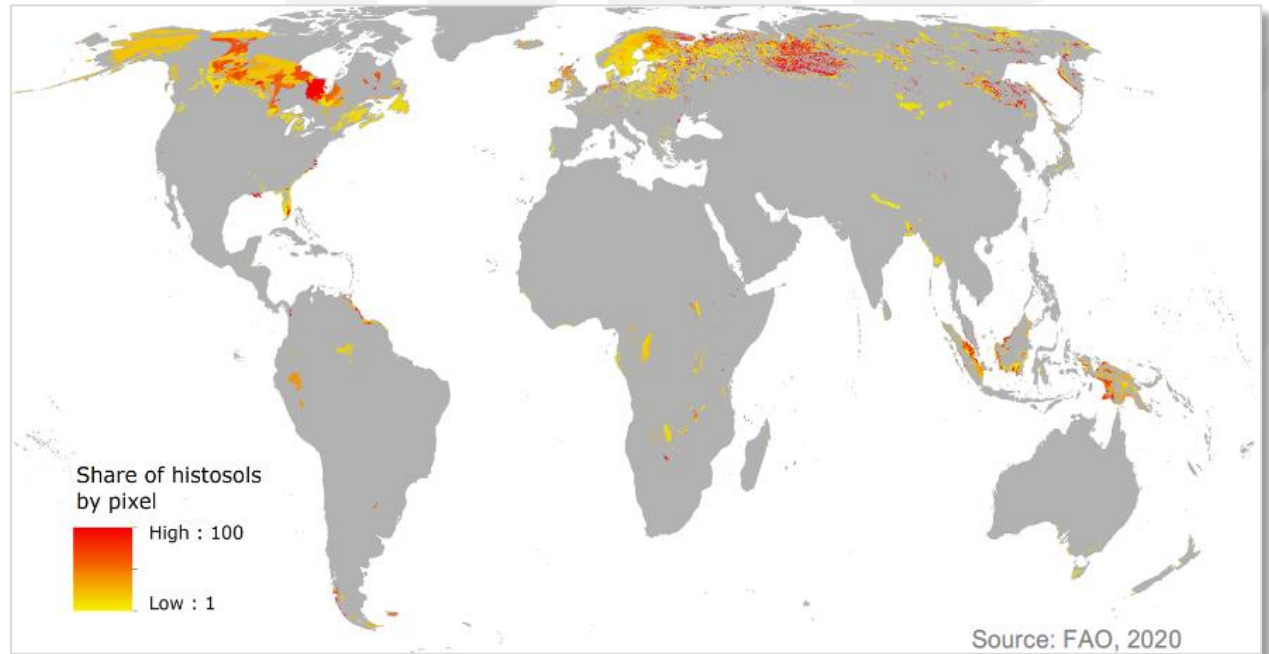 Share of histosols
by pixel
High : 100
Low : 1
Source: FAO, 2020